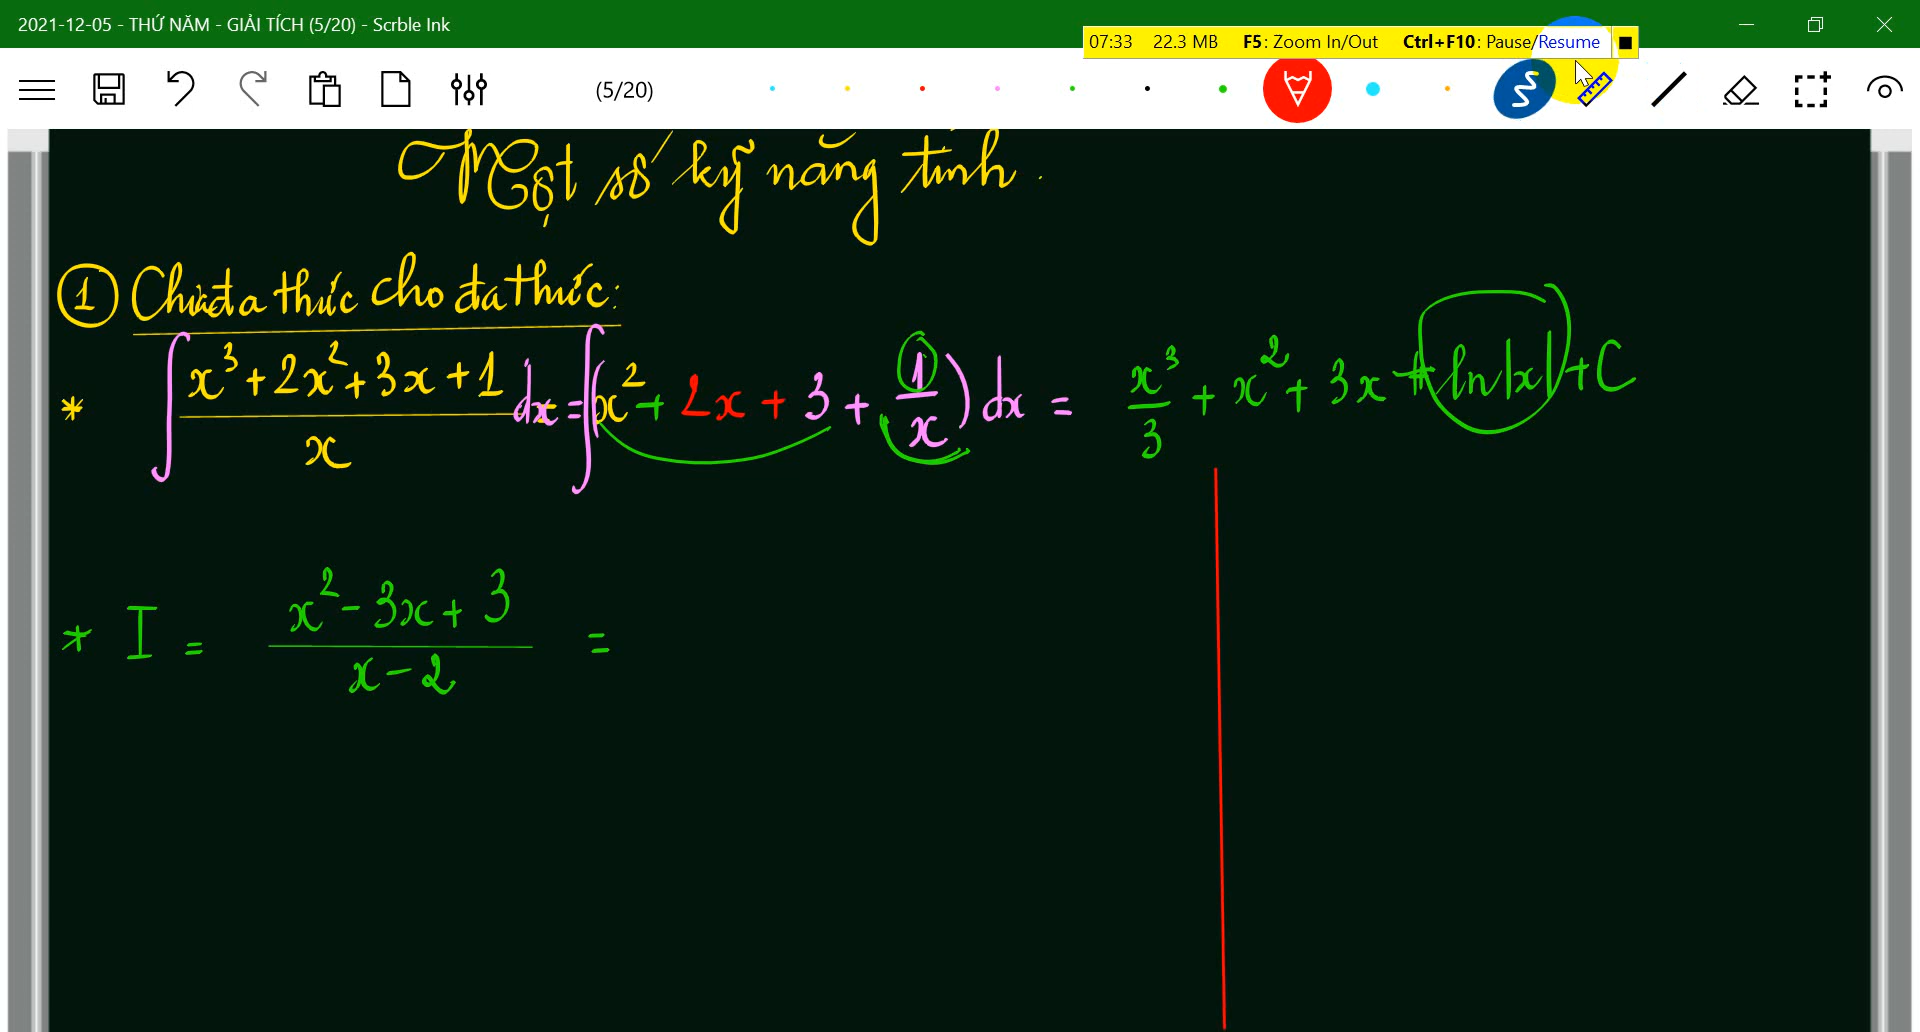 2021-12-05 - THỨ NĂM - GIẢI TÍCH (5/20) - Scrble Ink
07:33 22.3 MB F5: Zoom In/Out Ctrl+F10: Pause/Resume
(5/20)
Một số kỹ năng tính.
① Chia đa thức cho đa thức:
* ∫ (x³ + 2x² + 3x + 1)/x dx = ∫(x² + 2x + 3 + 1/x) dx = x³/3 + x² + 3x + ln|x| + C
* I = (x² - 3x + 3)/(x - 2) =